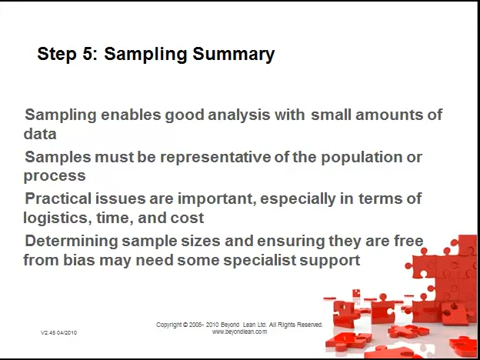 Step 5: Sampling Summary
Sampling enables good analysis with small amounts of
data
Samples must be representative of the population or
process
Practical issues are important, especially in terms of
logistics, time, and cost
Determining sample sizes and ensuring they are free
from bias may need some specialist support
V2.45 04/2010
Copyright © 2005- 2010 Beyond Lean Ltd. All Rights Reserved.
www.beyondlean.com